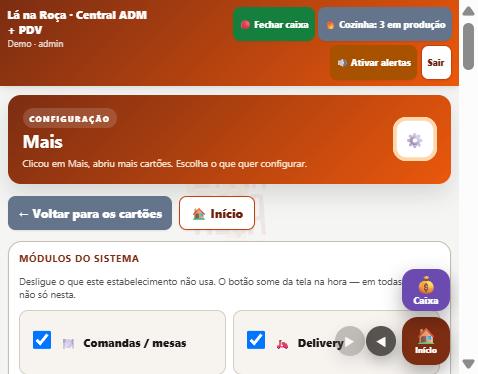 Lá na Roça - Central ADM
+ PDV
Demo · admin
Fechar caixa
Cozinha: 3 em produção
Ativar alertas
Sair
CONFIGURAÇÃO
Mais
Clicou em Mais, abriu mais cartões. Escolha o que quer configurar.
← Voltar para os cartões
Início
MÓDULOS DO SISTEMA
Desligue o que este estabelecimento não usa. O botão some da tela na hora — em todas
não só nesta.
Comandas / mesas
Delivery
Caixa
Início